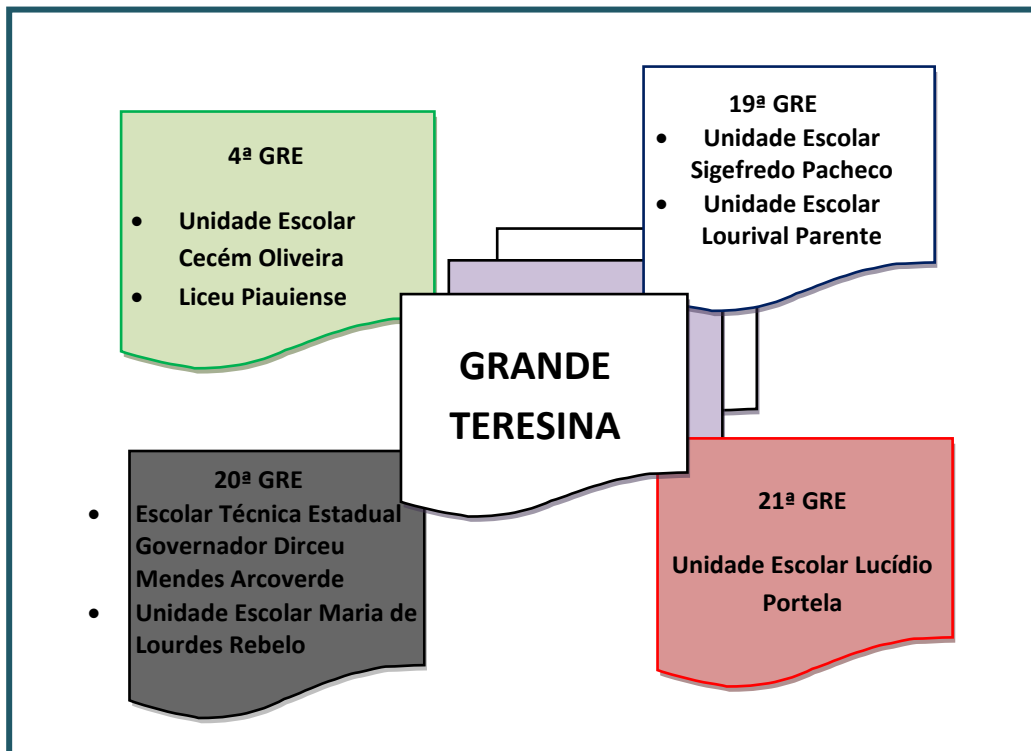 4ª GRE
• Unidade Escolar
Cecém Oliveira
• Liceu Piauiense
19ª GRE
• Unidade Escolar
Sigefredo Pacheco
• Unidade Escolar
Lourival Parente
GRANDE
TERESINA
20ª GRE
• Escolar Técnica Estadual
Governador Dirceu
Mendes Arcoverde
• Unidade Escolar Maria de
Lourdes Rebelo
21ª GRE
Unidade Escolar Lucídio
Portela